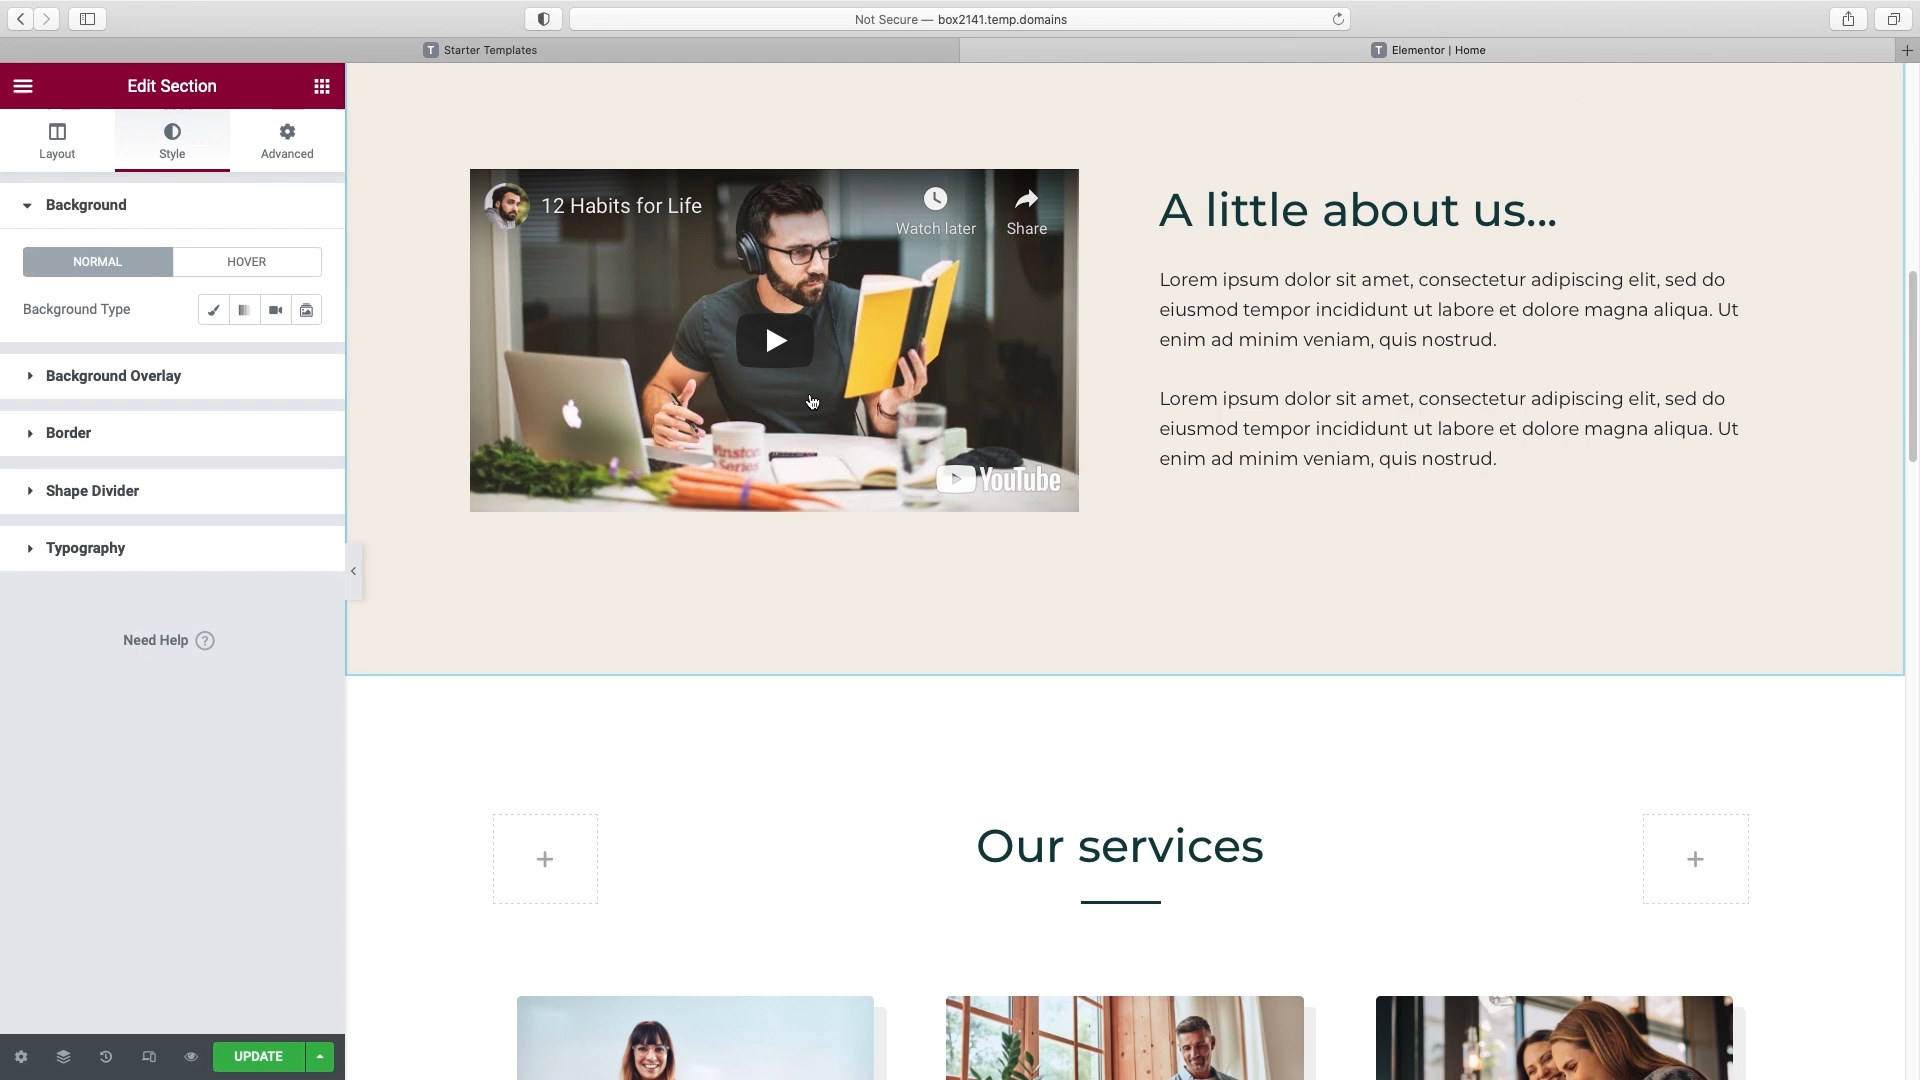 Not Secure — box2141.temp.domains
T Starter Templates
T Elementor | Home
Edit Section
Layout
Style
Advanced
Background
NORMAL
HOVER
Background Type
Background Overlay
Border
Shape Divider
Typography
Need Help ?
UPDATE
12 Habits for Life
Watch later
Share
Winston
Series
YouTube
A little about us...
Lorem ipsum dolor sit amet, consectetur adipiscing elit, sed do
eiusmod tempor incididunt ut labore et dolore magna aliqua. Ut
enim ad minim veniam, quis nostrud.
Lorem ipsum dolor sit amet, consectetur adipiscing elit, sed do
eiusmod tempor incididunt ut labore et dolore magna aliqua. Ut
enim ad minim veniam, quis nostrud.
Our services